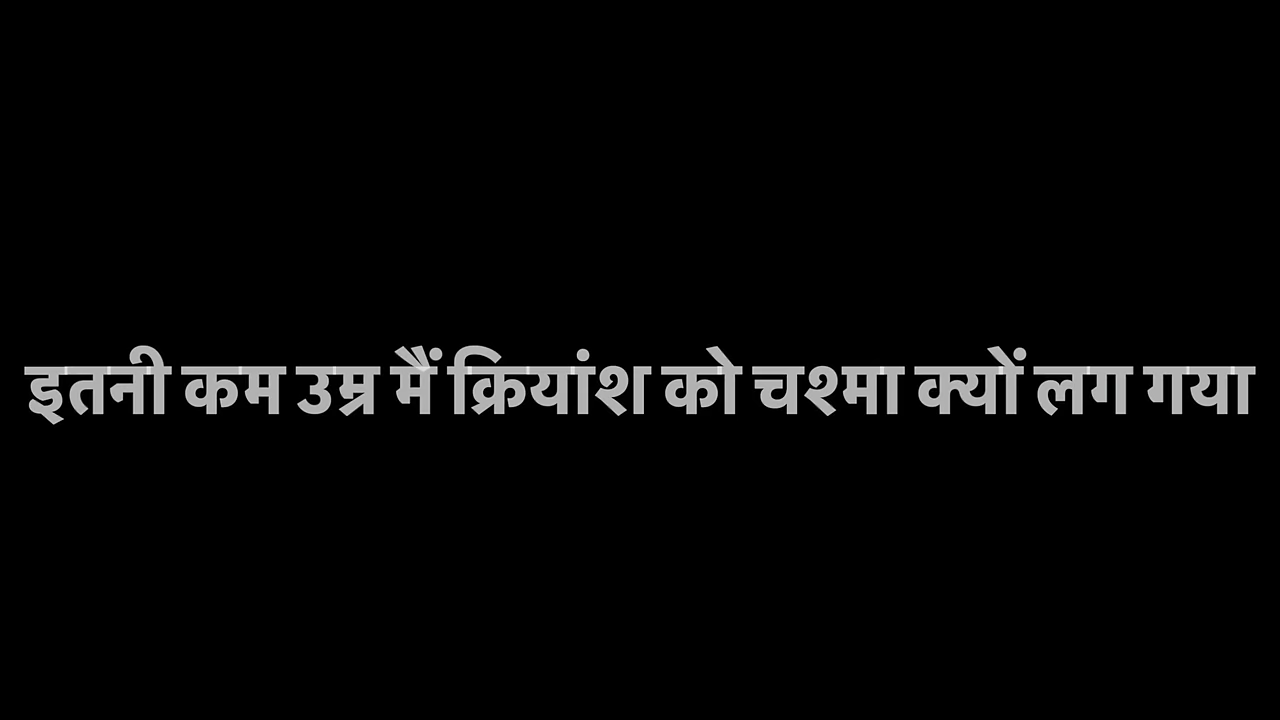 इतनी कम उम्र मैं क्रियांश को चश्मा क्यों लग गया